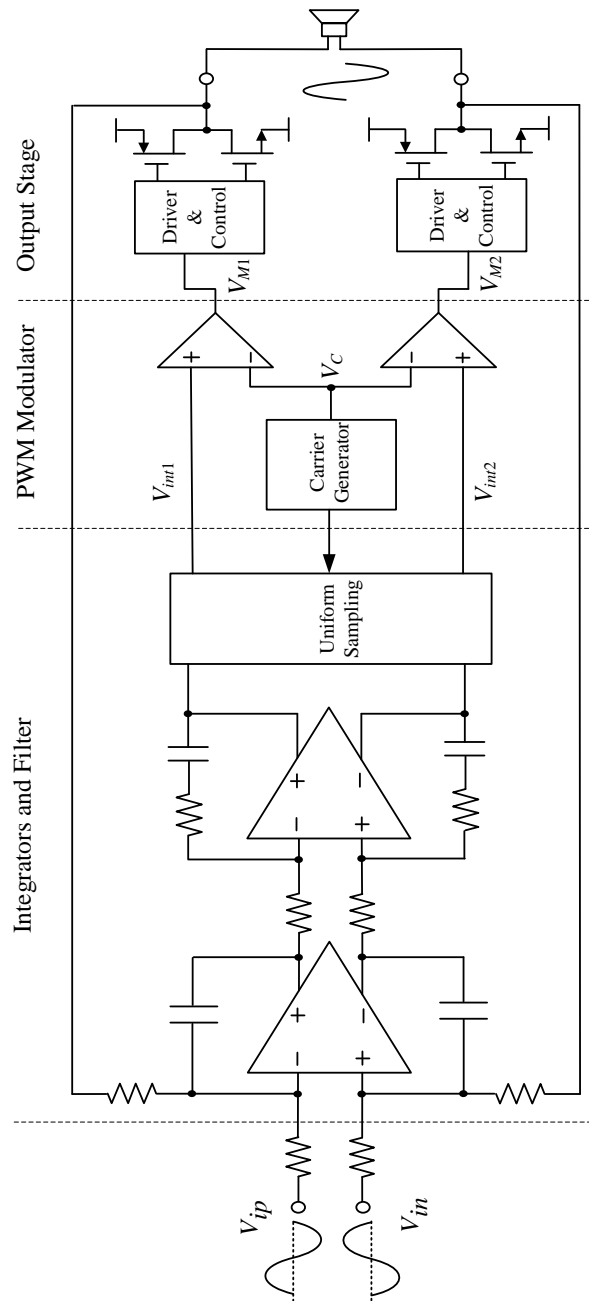 Integrators and Filter
PWM Modulator
Output Stage
V_ip
V_in
+
−
−
+
+
−
−
+
Uniform
Sampling
V_int1
V_int2
Carrier
Generator
V_C
+
−
−
+
V_M1
V_M2
Driver
&
Control
Driver
&
Control